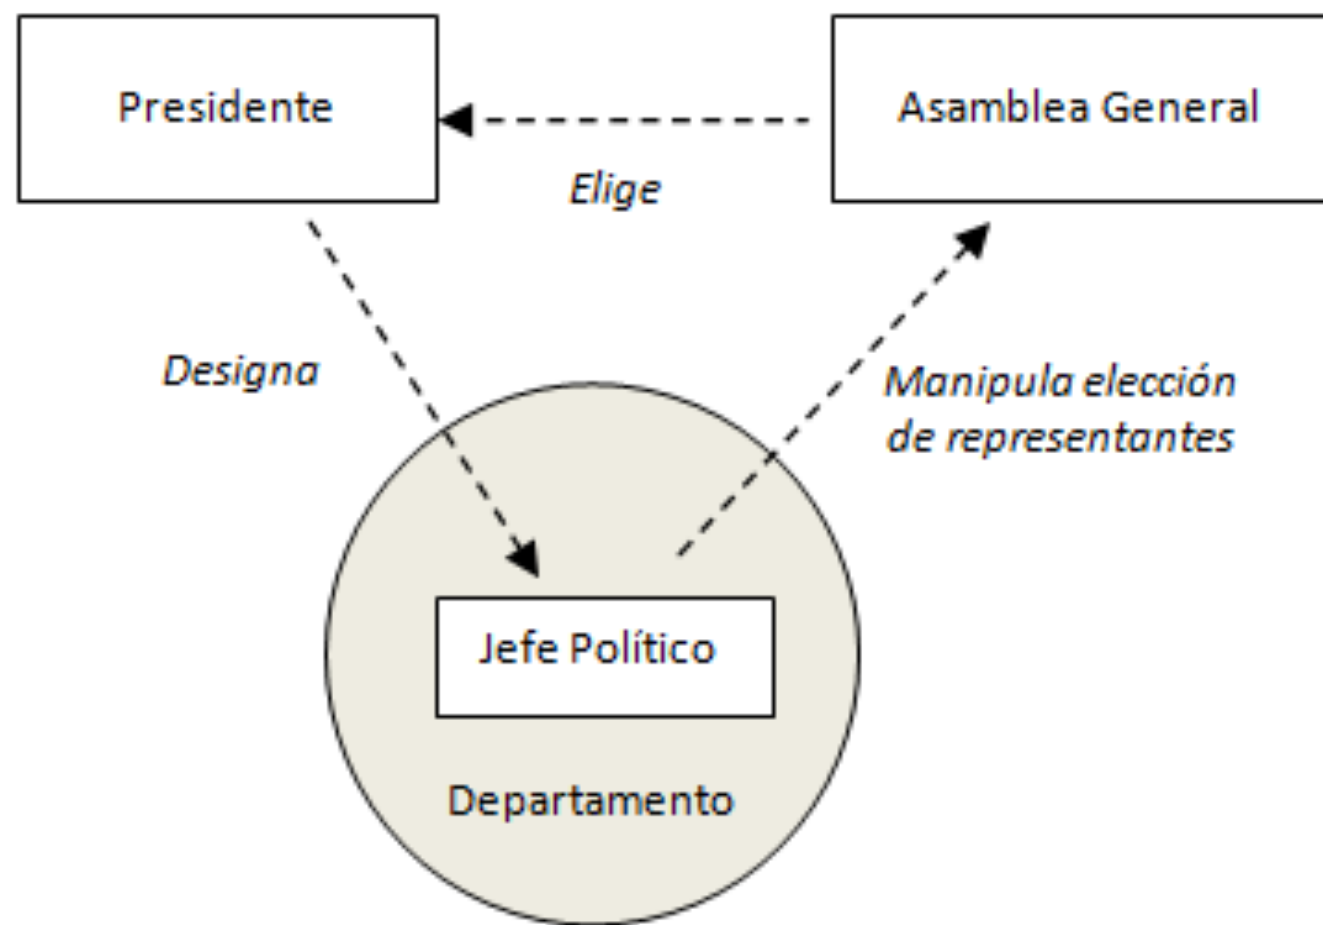 Presidente
Asamblea General
Elige
Designa
Manipula elección
de representantes
Jefe Político
Departamento